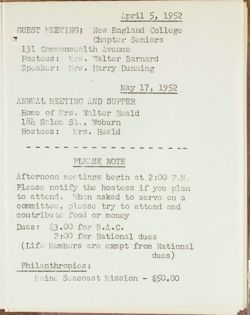 April 5, 1952
GUEST MEETING; New England College
Chapter Seniors
131 Commonwealth Avenue
Hostess: Mrs. Walter Barnard
Speaker: Mrs. Harry Dunning
May 17, 1952
ANNUAL MEETING AND SUPPER
Home of Mrs. Walter Heald
184 Salem St., Woburn
Hostess: Mrs. Heald
- - - - - - - - - - - - - - - - - - -
PLEASE NOTE
Afternoon meetings begin at 2:00 P.M.
Please notify the hostess if you plan
to attend. When asked to serve on a
committee, please try to attend and
contribute food or money
Dues: $3.00 for B.A.C.
2:00 for National dues
(Life Members are exempt from National
dues)
Philanthropies:
Maine Seacoast Mission - $50.00